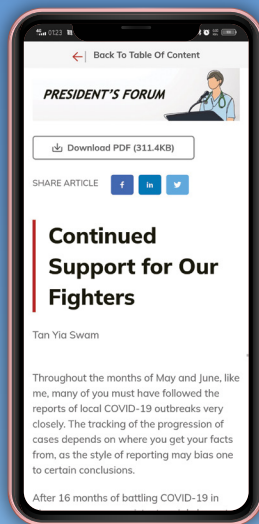 0123
Back To Table Of Content
PRESIDENT'S FORUM
Download PDF (311.4KB)
SHARE ARTICLE
f in
Continued
Support for Our
Fighters
Tan Yia Swam
Throughout the months of May and June, like
me, many of you must have followed the
reports of local COVID-19 outbreaks very
closely. The tracking of the progression of
cases depends on where you get your facts
from, as the style of reporting may bias one
to certain conclusions.
After 16 months of battling COVID-19 in